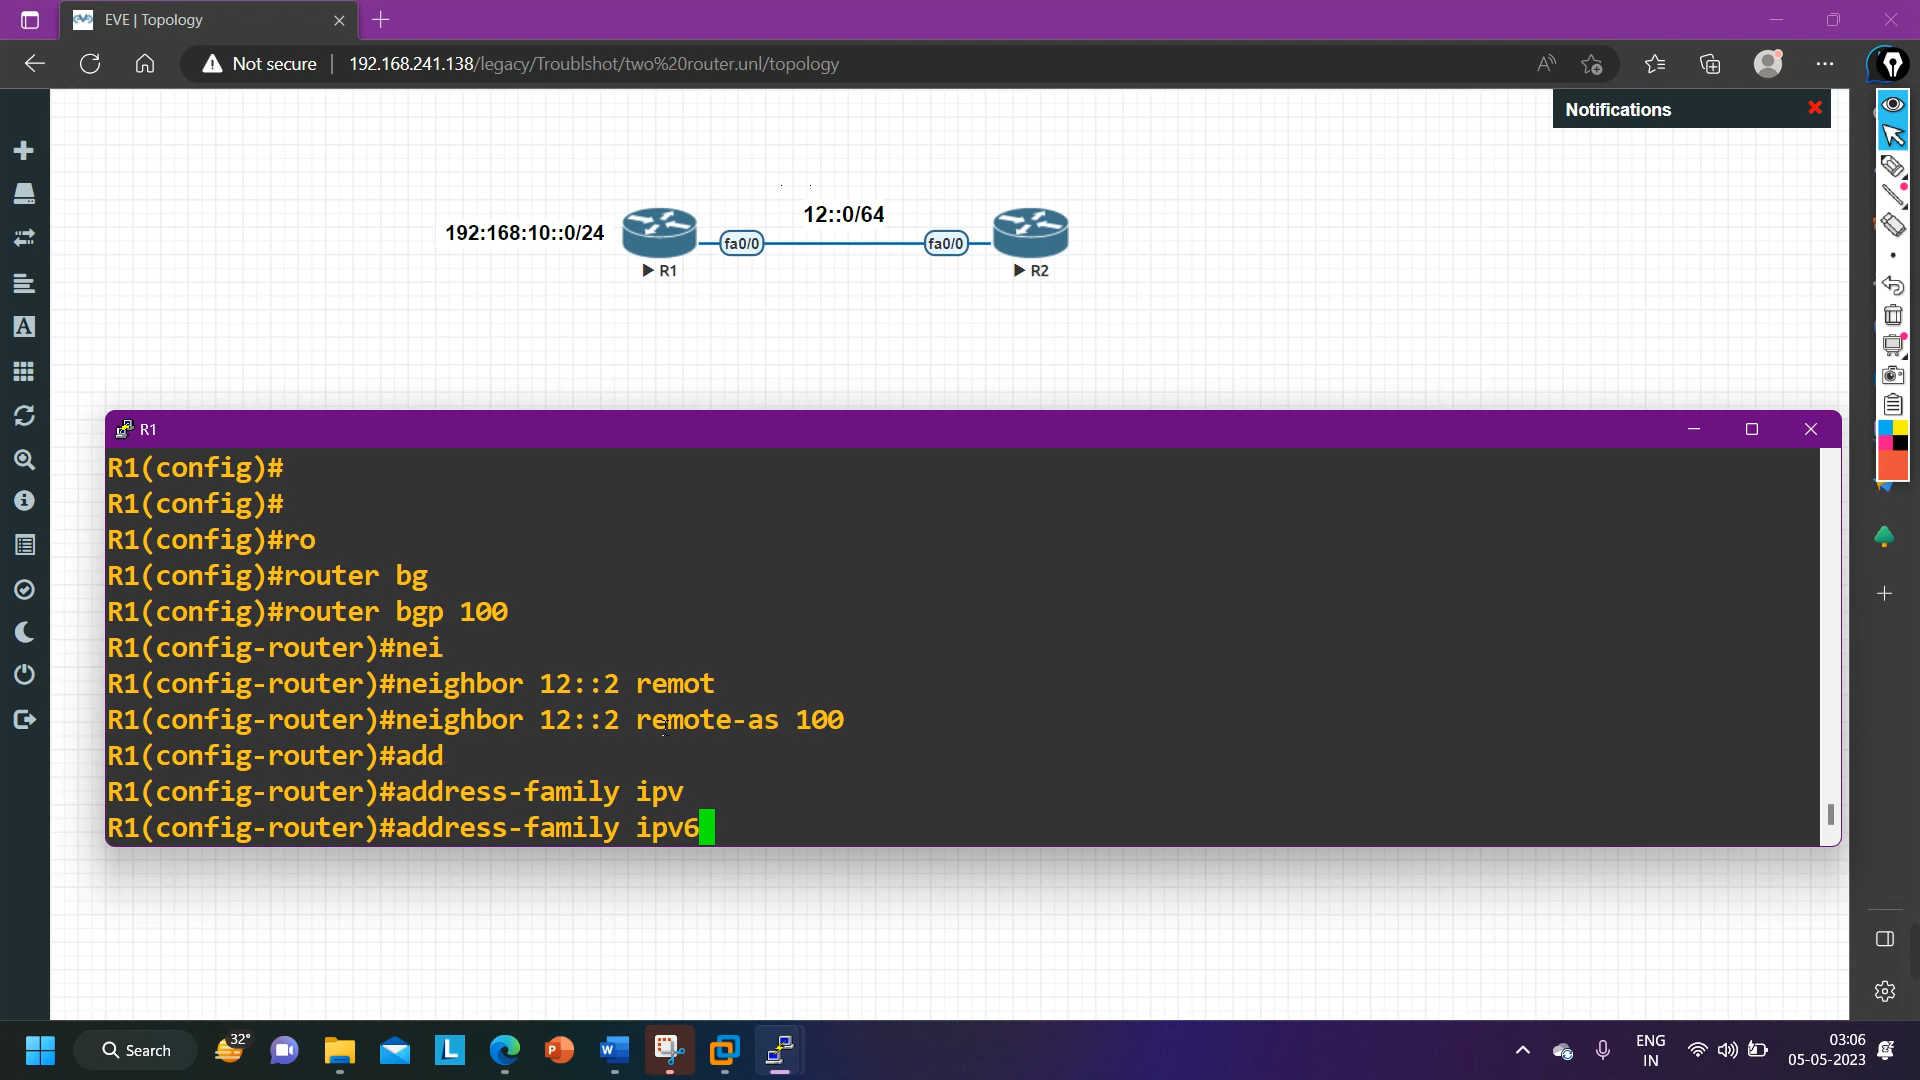 EVE | Topology
Not secure
192.168.241.138/legacy/Troublshot/two%20router.unl/topology
Notifications
12::0/64
192:168:10::0/24
fa0/0
fa0/0
R1
R2
R1
R1(config)#
R1(config)#
R1(config)#ro
R1(config)#router bg
R1(config)#router bgp 100
R1(config-router)#nei
R1(config-router)#neighbor 12::2 remot
R1(config-router)#neighbor 12::2 remote-as 100
R1(config-router)#add
R1(config-router)#address-family ipv
R1(config-router)#address-family ipv6
Search
32°
ENG
IN
03:06
05-05-2023